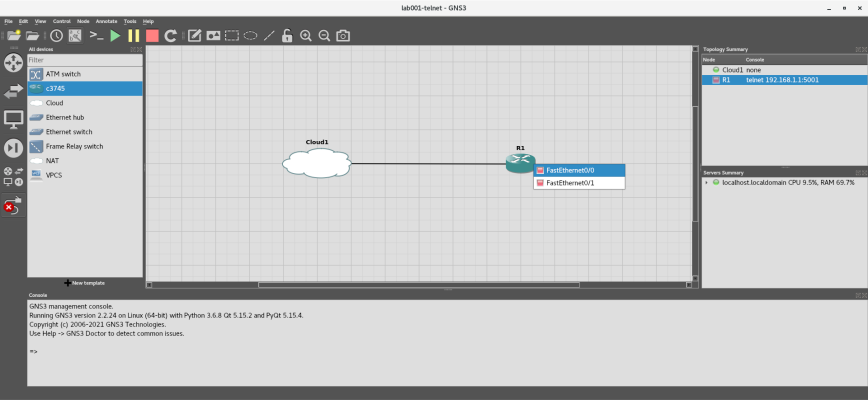 lab001-telnet - GNS3
File Edit View Control Node Annotate Tools Help
All devices
Filter
ATM switch
c3745
Cloud
Ethernet hub
Ethernet switch
Frame Relay switch
NAT
VPCS
New template
Cloud1
R1
FastEthernet0/0
FastEthernet0/1
Topology Summary
Node Console
Cloud1 none
R1 telnet 192.168.1.1:5001
Servers Summary
localhost.localdomain CPU 9.5%, RAM 69.7%
Console
GNS3 management console.
Running GNS3 version 2.2.24 on Linux (64-bit) with Python 3.6.8 Qt 5.15.2 and PyQt 5.15.4.
Copyright (c) 2006-2021 GNS3 Technologies.
Use Help -> GNS3 Doctor to detect common issues.
=>